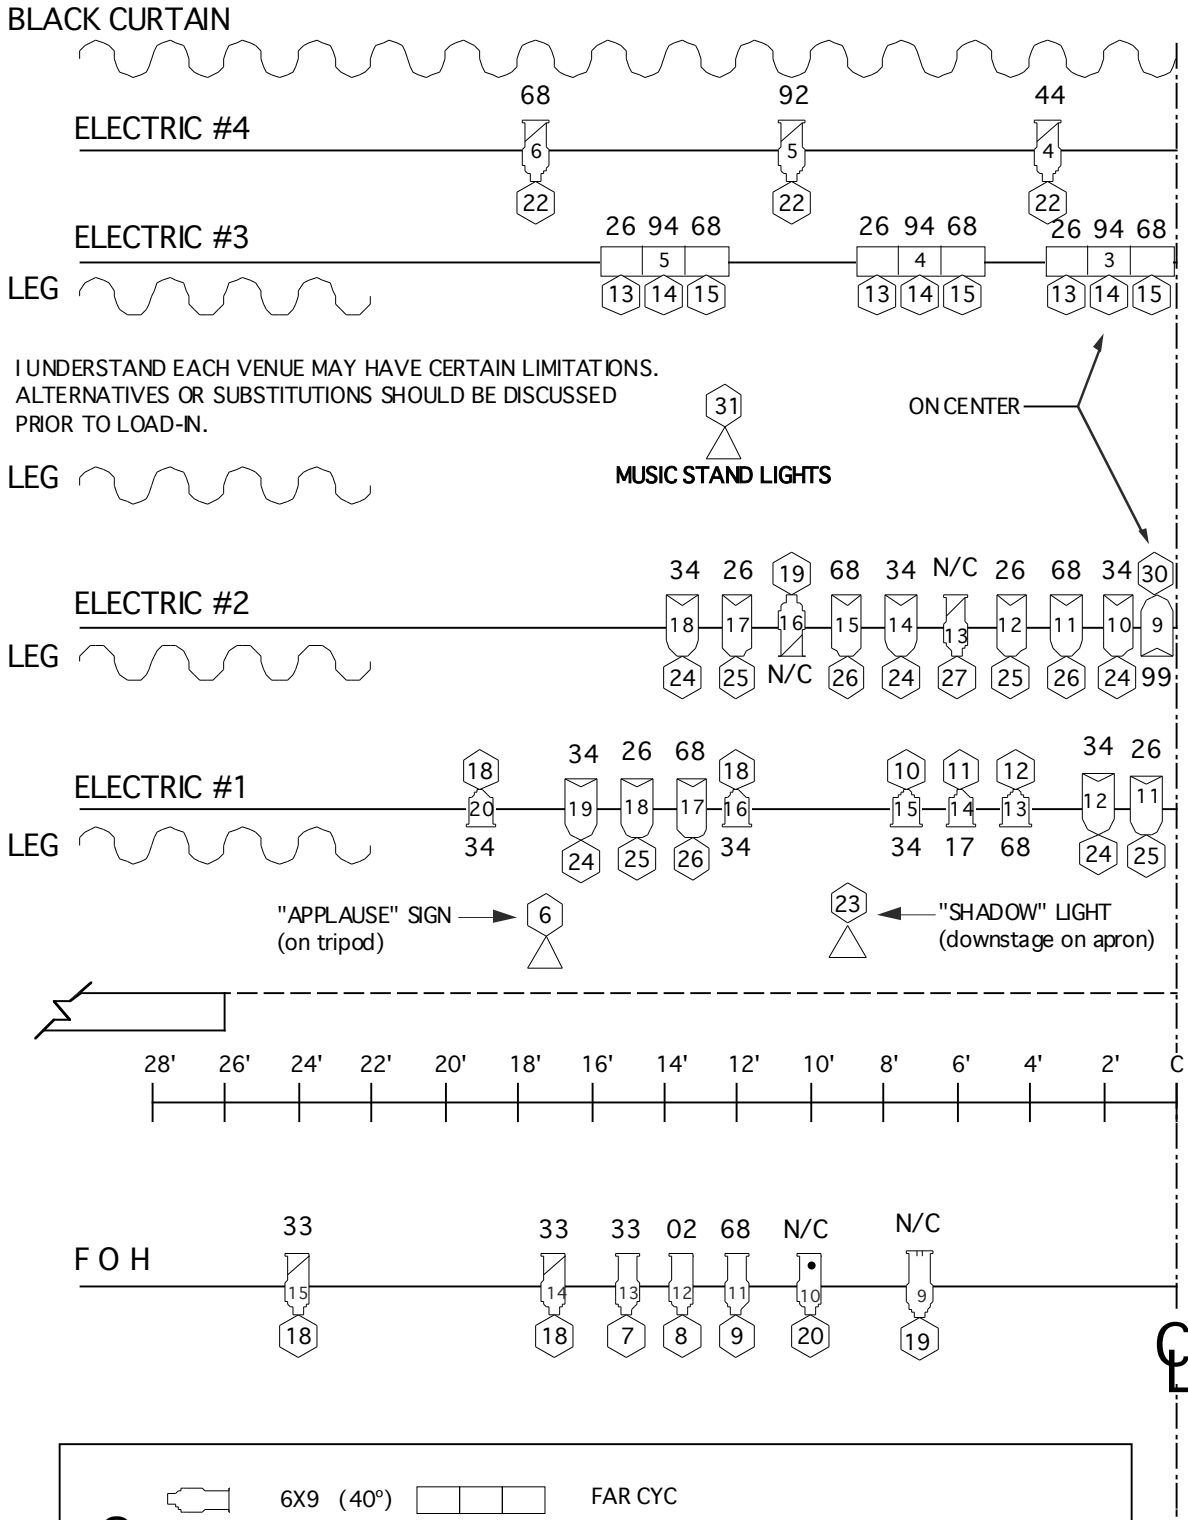 BLACK CURTAIN
68 92 44
ELECTRIC #4
6 5 4
22 22 22
26 94 68 26 94 68 26 94 68
ELECTRIC #3
5 4 3
LEG
13 14 15 13 14 15 13 14 15
I UNDERSTAND EACH VENUE MAY HAVE CERTAIN LIMITATIONS.
ALTERNATIVES OR SUBSTITUTIONS SHOULD BE DISCUSSED
PRIOR TO LOAD-IN.
31
ON CENTER
MUSIC STAND LIGHTS
LEG
34 26 19 68 34 N/C 26 68 34 30
ELECTRIC #2
18 17 16 15 14 13 12 11 10 9
LEG
24 25 N/C 26 24 27 25 26 24 99
34 26 68 34 26
18 18 10 11 12
ELECTRIC #1
20 19 18 17 16 15 14 13 12 11
LEG
34 24 25 26 34 34 17 68 24 25
"APPLAUSE" SIGN
(on tripod)
6
23
"SHADOW" LIGHT
(downstage on apron)
28' 26' 24' 22' 20' 18' 16' 14' 12' 10' 8' 6' 4' 2' C
33 33 33 02 68 N/C N/C
F O H
15 14 13 12 11 10 9
18 18 7 8 9 20 19
CL
6X9 (40º) FAR CYC